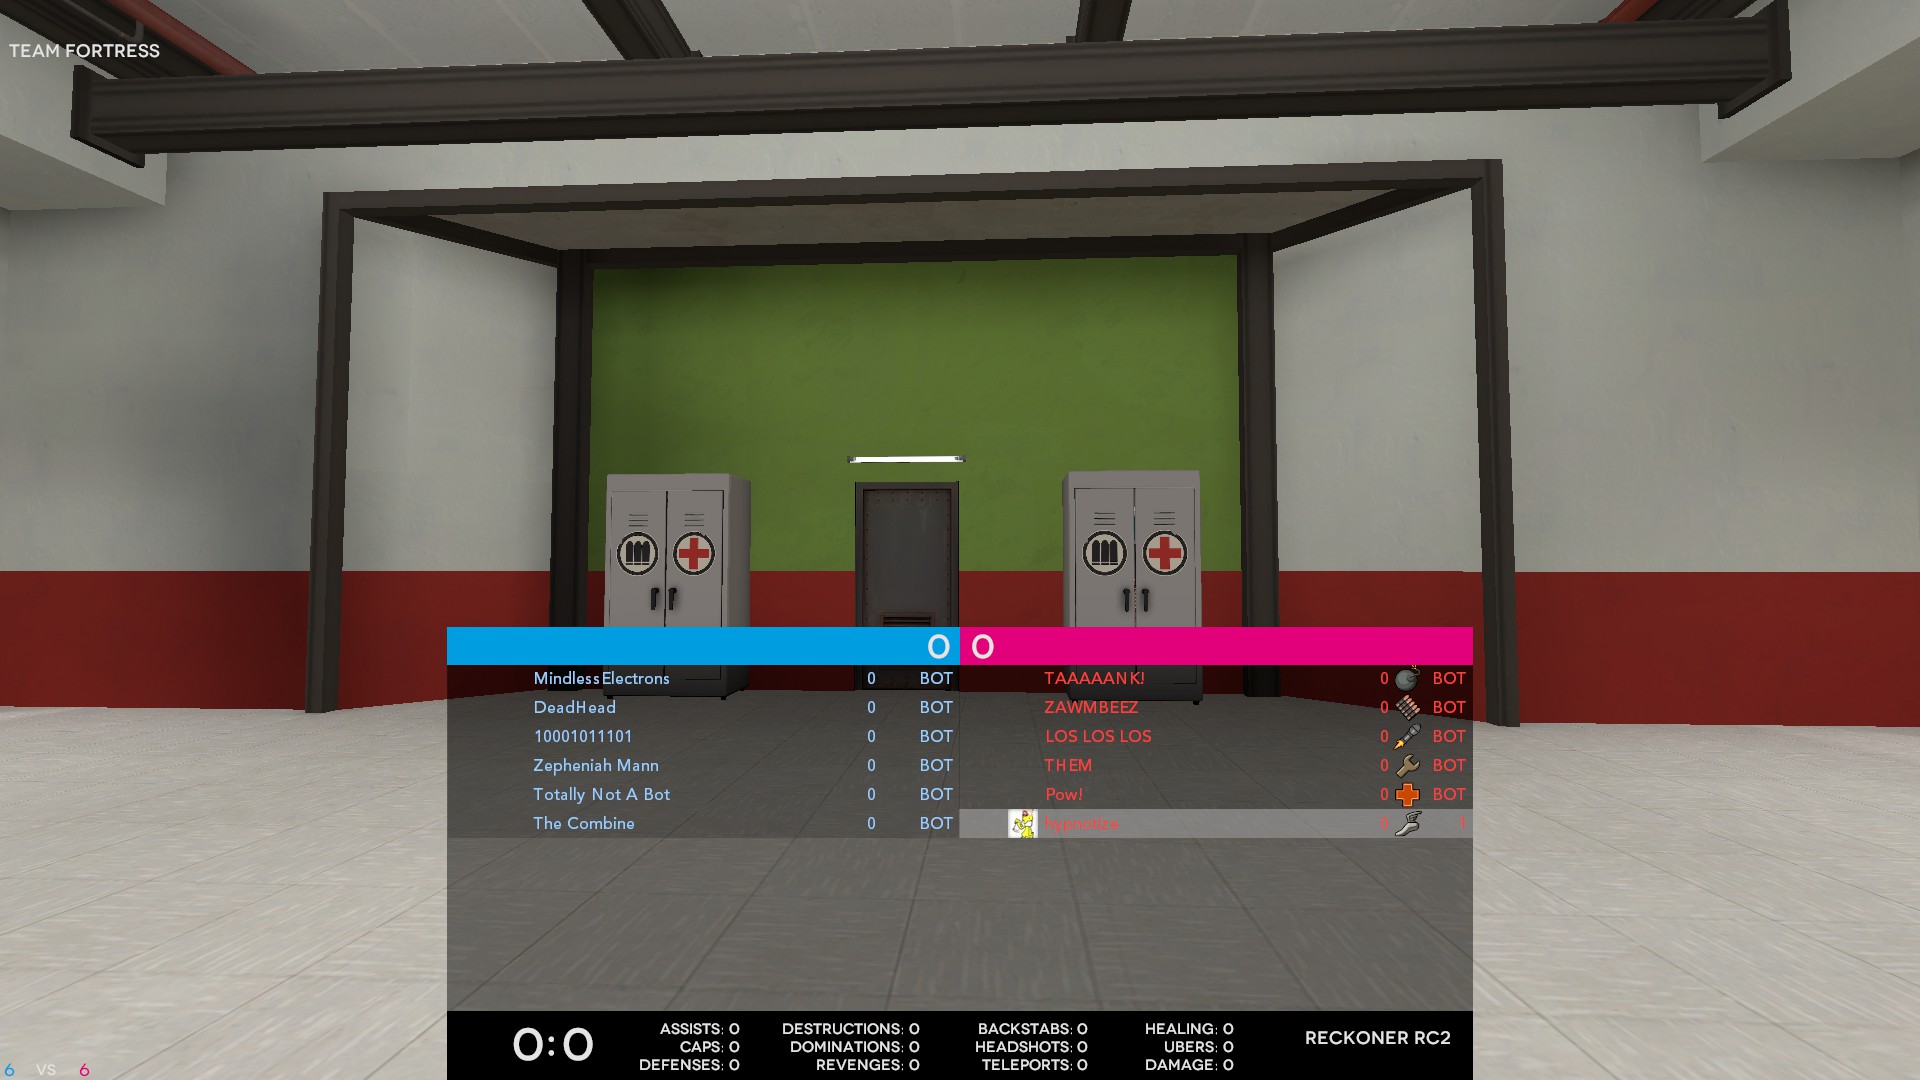 TEAM FORTRESS
0 0
Mindless Electrons 0 BOT
DeadHead 0 BOT
10001011101 0 BOT
Zepheniah Mann 0 BOT
Totally Not A Bot 0 BOT
The Combine 0 BOT
TAAAAANK! 0 BOT
ZAWMBEEZ 0 BOT
LOS LOS LOS 0 BOT
THEM 0 BOT
Pow! 0 BOT
hypnotize 0 1
0:0
ASSISTS: 0
CAPS: 0
DEFENSES: 0
DESTRUCTIONS: 0
DOMINATIONS: 0
REVENGES: 0
BACKSTABS: 0
HEADSHOTS: 0
TELEPORTS: 0
HEALING: 0
UBERS: 0
DAMAGE: 0
RECKONER RC2
6 VS 6